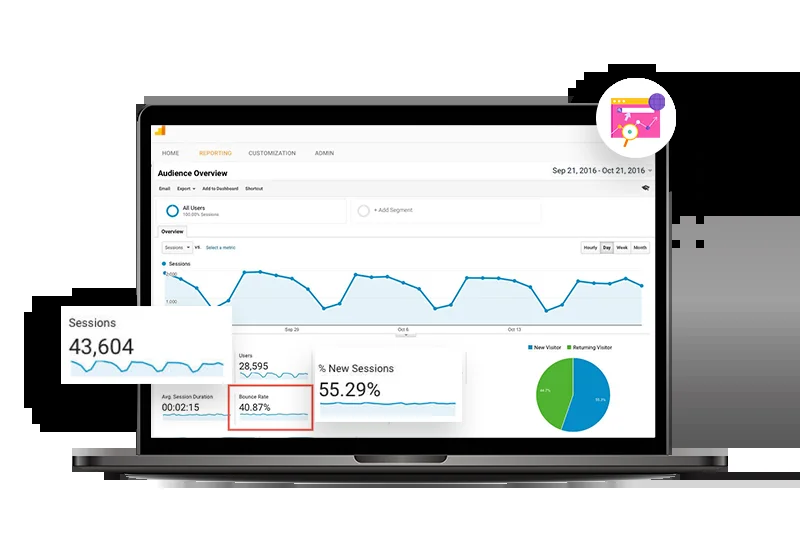 HOME REPORTING CUSTOMIZATION ADMIN
Audience Overview
Sep 21, 2016 - Oct 21, 2016
Email Export Add to Dashboard Shortcut
All Users
100.00% Sessions
+ Add Segment
Overview
Sessions VS. Select a metric
Hourly Day Week Month
Sessions
1,000
Sep 29 Oct 6 Oct 13
Sessions
43,604
Users
28,595
% New Sessions
55.29%
Avg. Session Duration
00:02:15
Bounce Rate
40.87%
New Visitor Returning Visitor
44.7%
55.3%